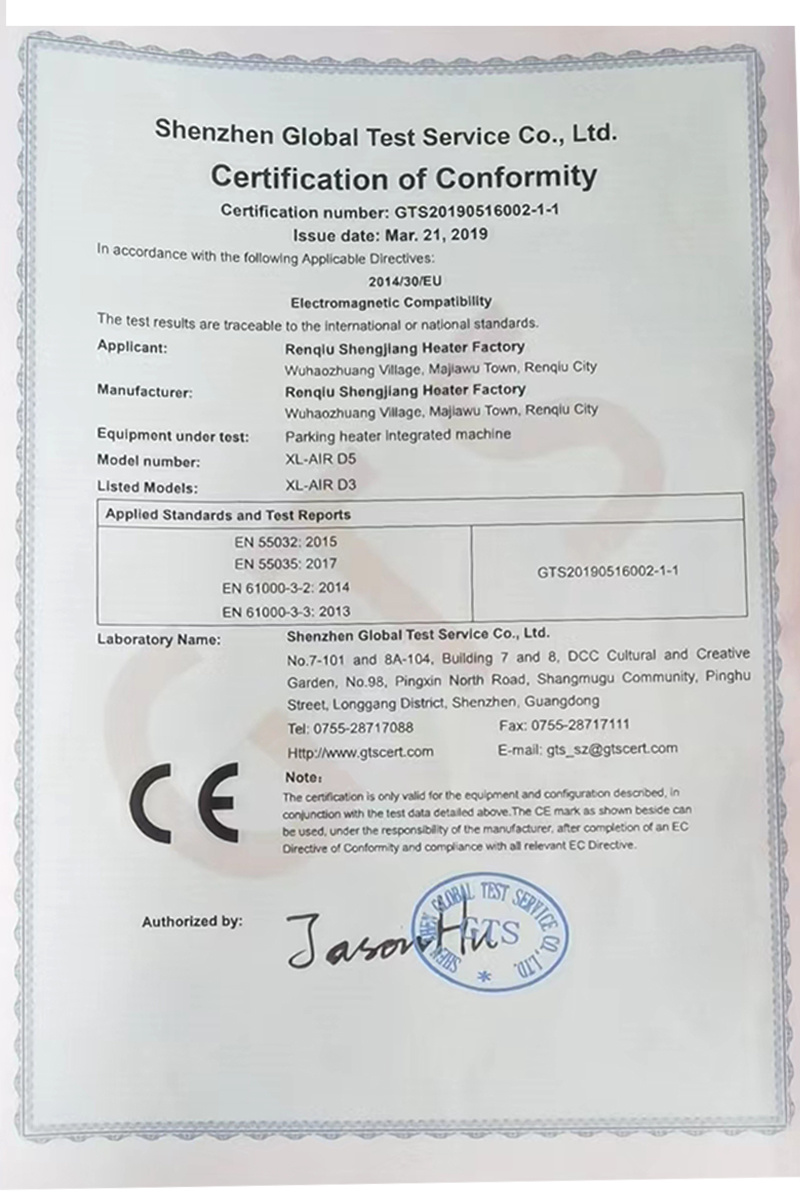 Shenzhen Global Test Service Co., Ltd.
Certification of Conformity
Certification number: GTS20190516002-1-1
Issue date: Mar. 21, 2019
In accordance with the following Applicable Directives:
2014/30/EU
Electromagnetic Compatibility
The test results are traceable to the international or national standards.
Applicant: Renqiu Shengjiang Heater Factory
Wuhaozhuang Village, Majiawu Town, Renqiu City
Manufacturer: Renqiu Shengjiang Heater Factory
Wuhaozhuang Village, Majiawu Town, Renqiu City
Equipment under test: Parking heater integrated machine
Model number: XL-AIR D5
Listed Models: XL-AIR D3
Applied Standards and Test Reports
EN 55032: 2015
EN 55035: 2017
EN 61000-3-2: 2014
EN 61000-3-3: 2013
GTS20190516002-1-1
Laboratory Name: Shenzhen Global Test Service Co., Ltd.
No.7-101 and 8A-104, Building 7 and 8, DCC Cultural and Creative
Garden, No.98, Pingxin North Road, Shangmugu Community, Pinghu
Street, Longgang District, Shenzhen, Guangdong
Tel: 0755-28717088 Fax: 0755-28717111
Http://www.gtscert.com E-mail: gts_sz@gtscert.com
Note:
The certification is only valid for the equipment and configuration described, in
conjunction with the test data detailed above.The CE mark as shown beside can
be used, under the responsibility of the manufacturer, after completion of an EC
Directive of Conformity and compliance with all relevant EC Directive.
CE
Authorized by: Jason Hu
SHENZHEN GLOBAL TEST SERVICE CO., LTD.
GTS